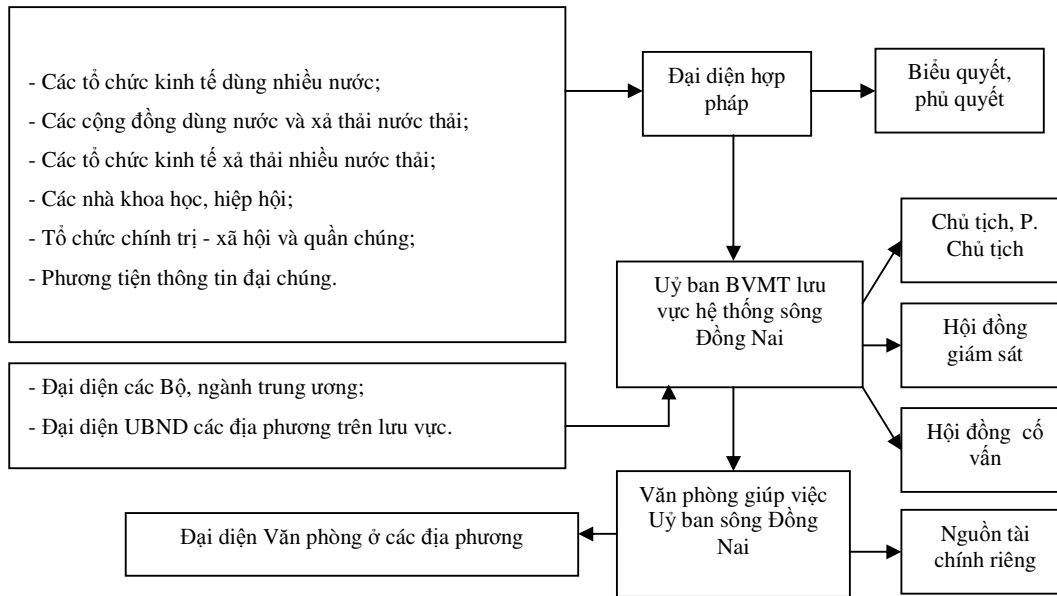 - Các tổ chức kinh tế dùng nhiều nước;
- Các cộng đồng dùng nước và xả thải nước thải;
- Các tổ chức kinh tế xả thải nhiều nước thải;
- Các nhà khoa học, hiệp hội;
- Tổ chức chính trị - xã hội và quần chúng;
- Phương tiện thông tin đại chúng.
Đại diện hợp
pháp
Biểu quyết,
phủ quyết
Chủ tịch, P.
Chủ tịch
Uỷ ban BVMT lưu
vực hệ thống sông
Đồng Nai
Hội đồng
giám sát
- Đại diện các Bộ, ngành trung ương;
- Đại diện UBND các địa phương trên lưu vực.
Hội đồng cố
vấn
Văn phòng giúp việc
Uỷ ban sông Đồng
Nai
Đại diện Văn phòng ở các địa phương
Nguồn tài
chính riêng